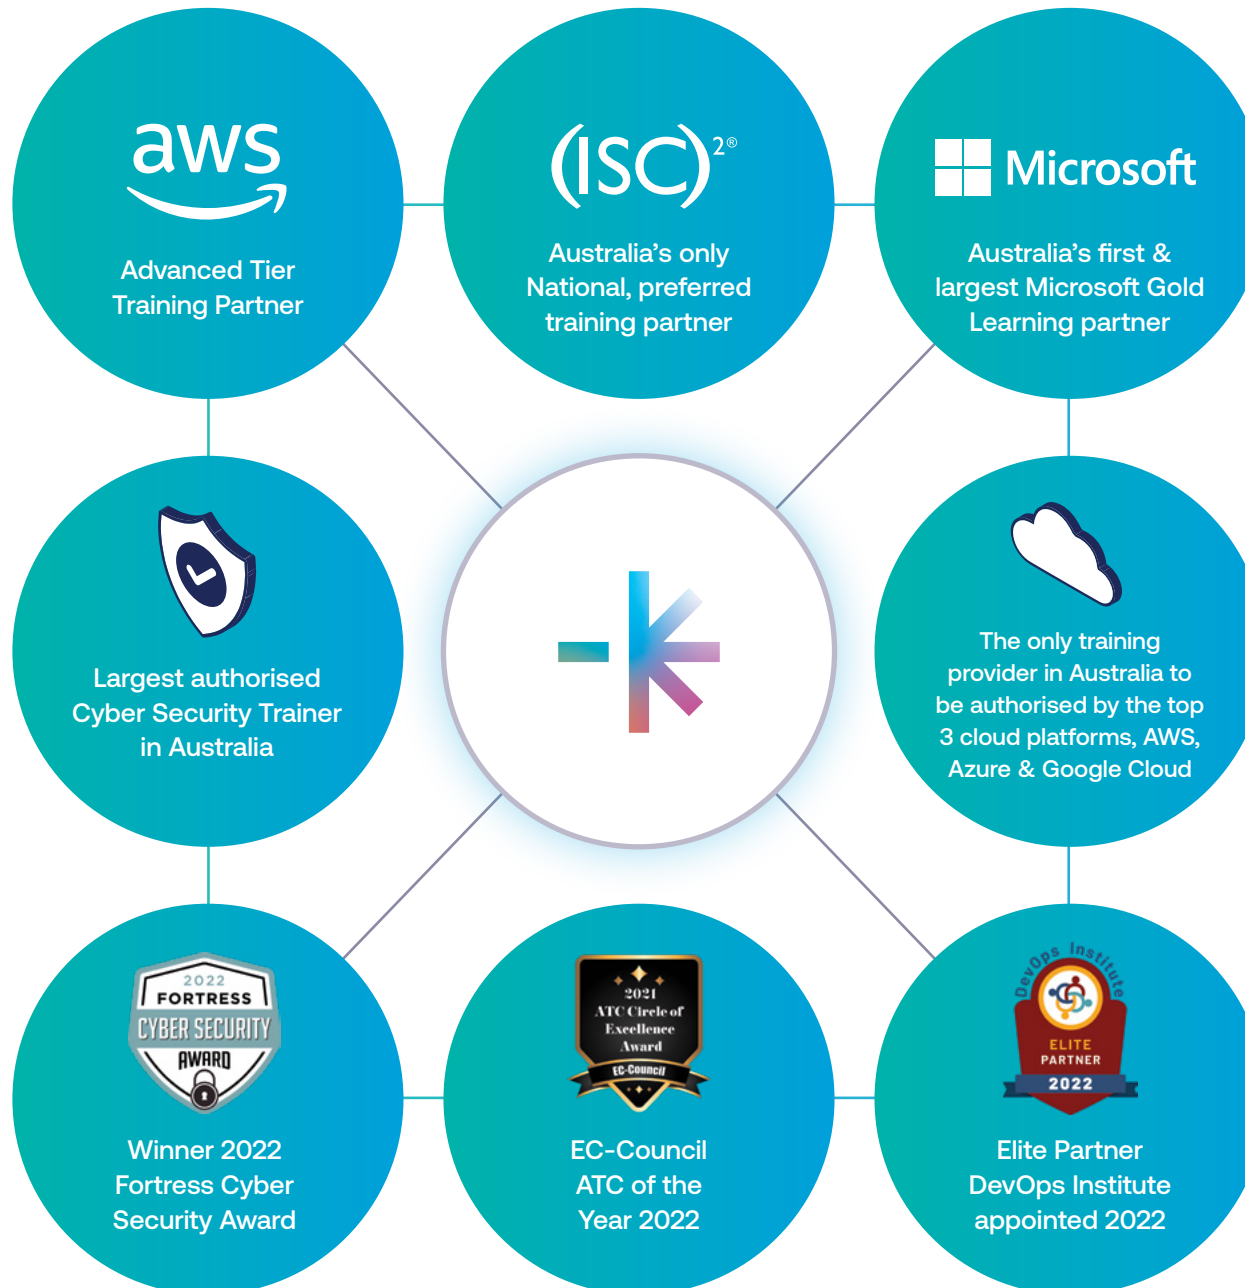 aws
Advanced Tier
Training Partner
(ISC)²®
Australia's only
National, preferred
training partner
Microsoft
Australia's first &
largest Microsoft Gold
Learning partner
Largest authorised
Cyber Security Trainer
in Australia
The only training
provider in Australia to
be authorised by the top
3 cloud platforms, AWS,
Azure & Google Cloud
2022
FORTRESS
CYBER SECURITY
AWARD
Winner 2022
Fortress Cyber
Security Award
2021
ATC Circle of
Excellence
Award
EC-Council
EC-Council
ATC of the
Year 2022
DevOps Institute
ELITE
PARTNER
2022
Elite Partner
DevOps Institute
appointed 2022